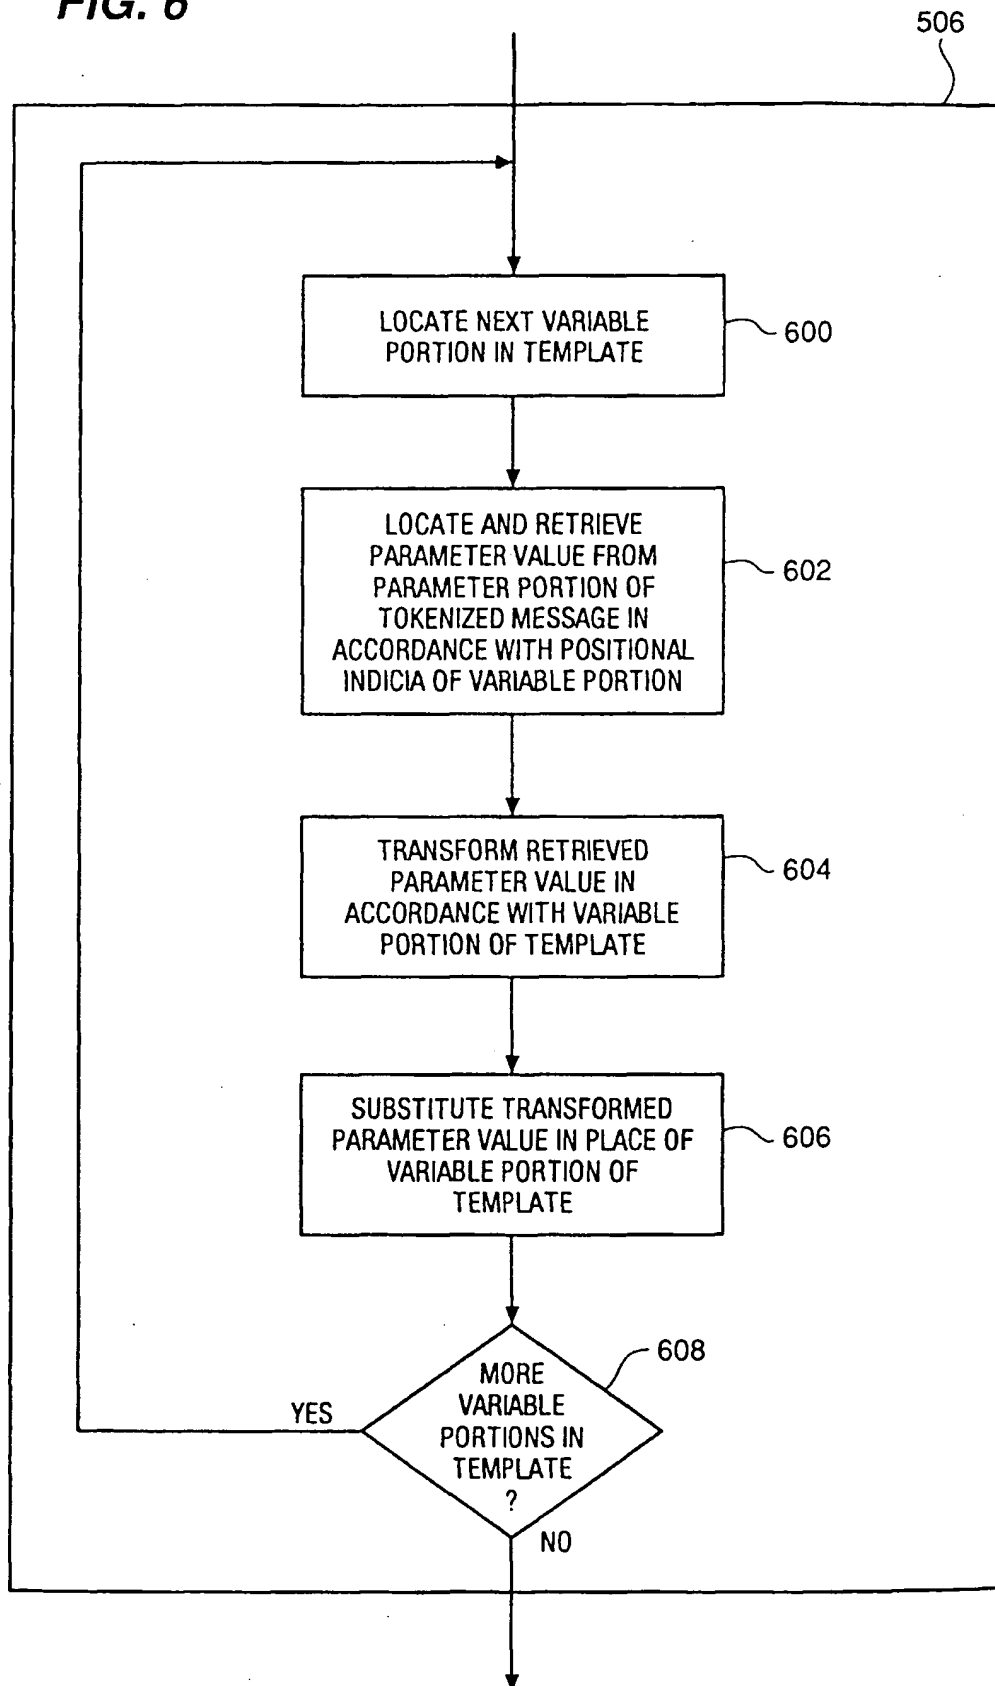 FIG. 6
506
LOCATE NEXT VARIABLE
PORTION IN TEMPLATE
600
LOCATE AND RETRIEVE
PARAMETER VALUE FROM
PARAMETER PORTION OF
TOKENIZED MESSAGE IN
ACCORDANCE WITH POSITIONAL
INDICIA OF VARIABLE PORTION
602
TRANSFORM RETRIEVED
PARAMETER VALUE IN
ACCORDANCE WITH VARIABLE
PORTION OF TEMPLATE
604
SUBSTITUTE TRANSFORMED
PARAMETER VALUE IN PLACE OF
VARIABLE PORTION OF
TEMPLATE
606
MORE
VARIABLE
PORTIONS IN
TEMPLATE
?
608
YES
NO